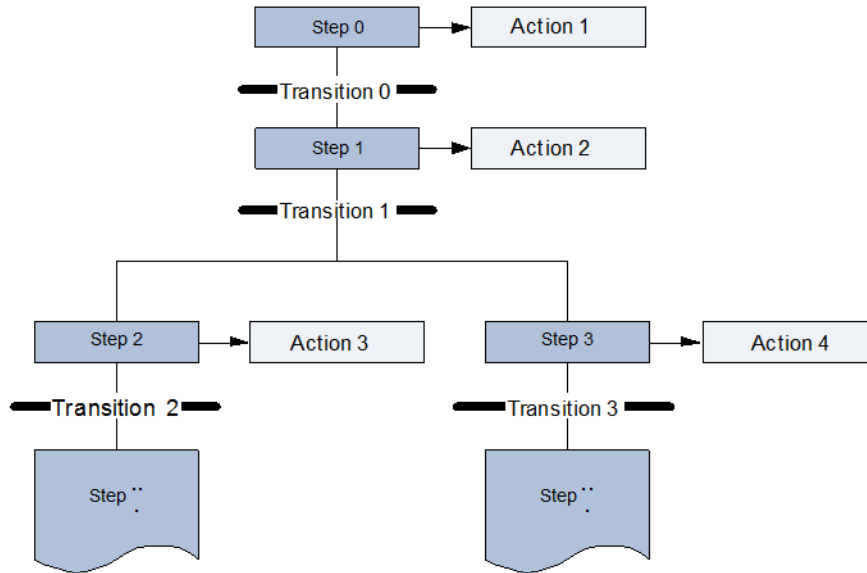 Step 0
Action 1
Transition 0
Step 1
Action 2
Transition 1
Step 2
Action 3
Step 3
Action 4
Transition 2
Transition 3
Step ...
Step ...